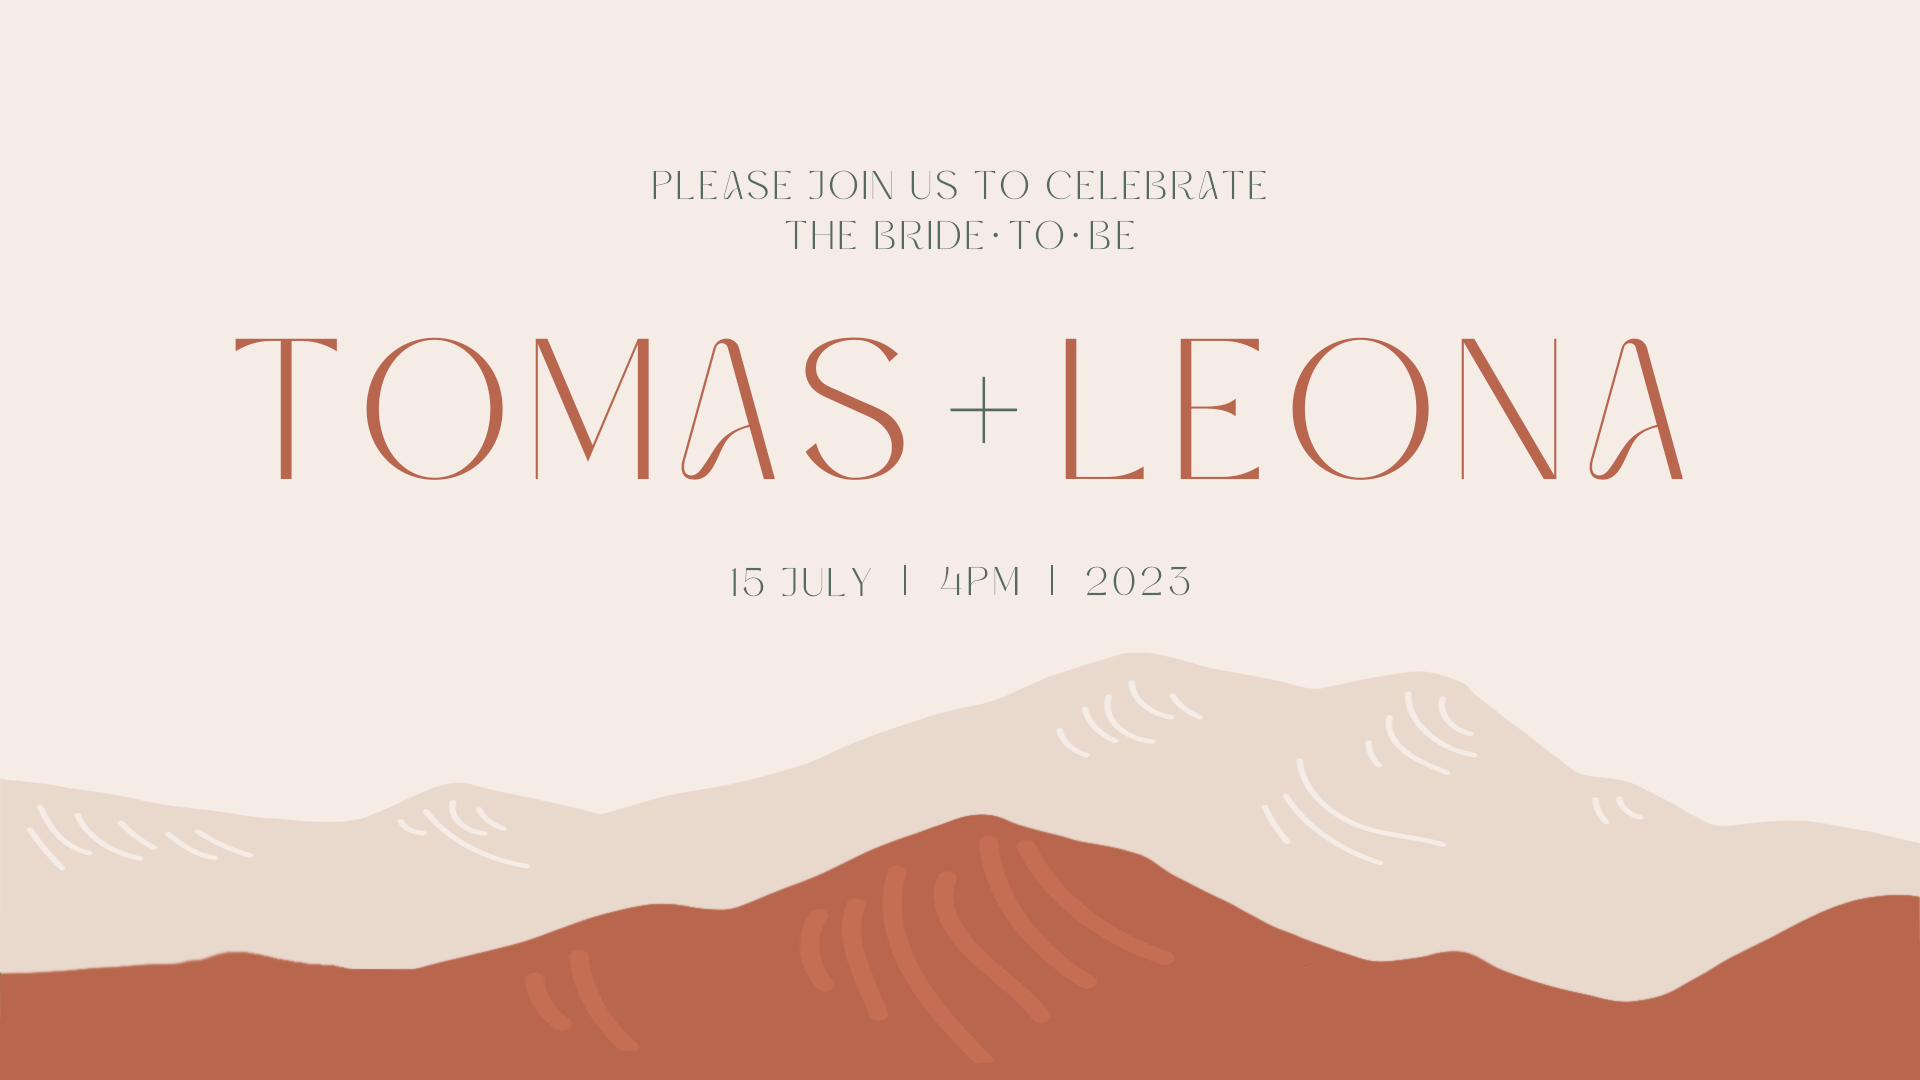 PLEASE JOIN US TO CELEBRATE
THE BRIDE·TO·BE
TOMAS + LEONA
15 JULY | 4PM | 2023